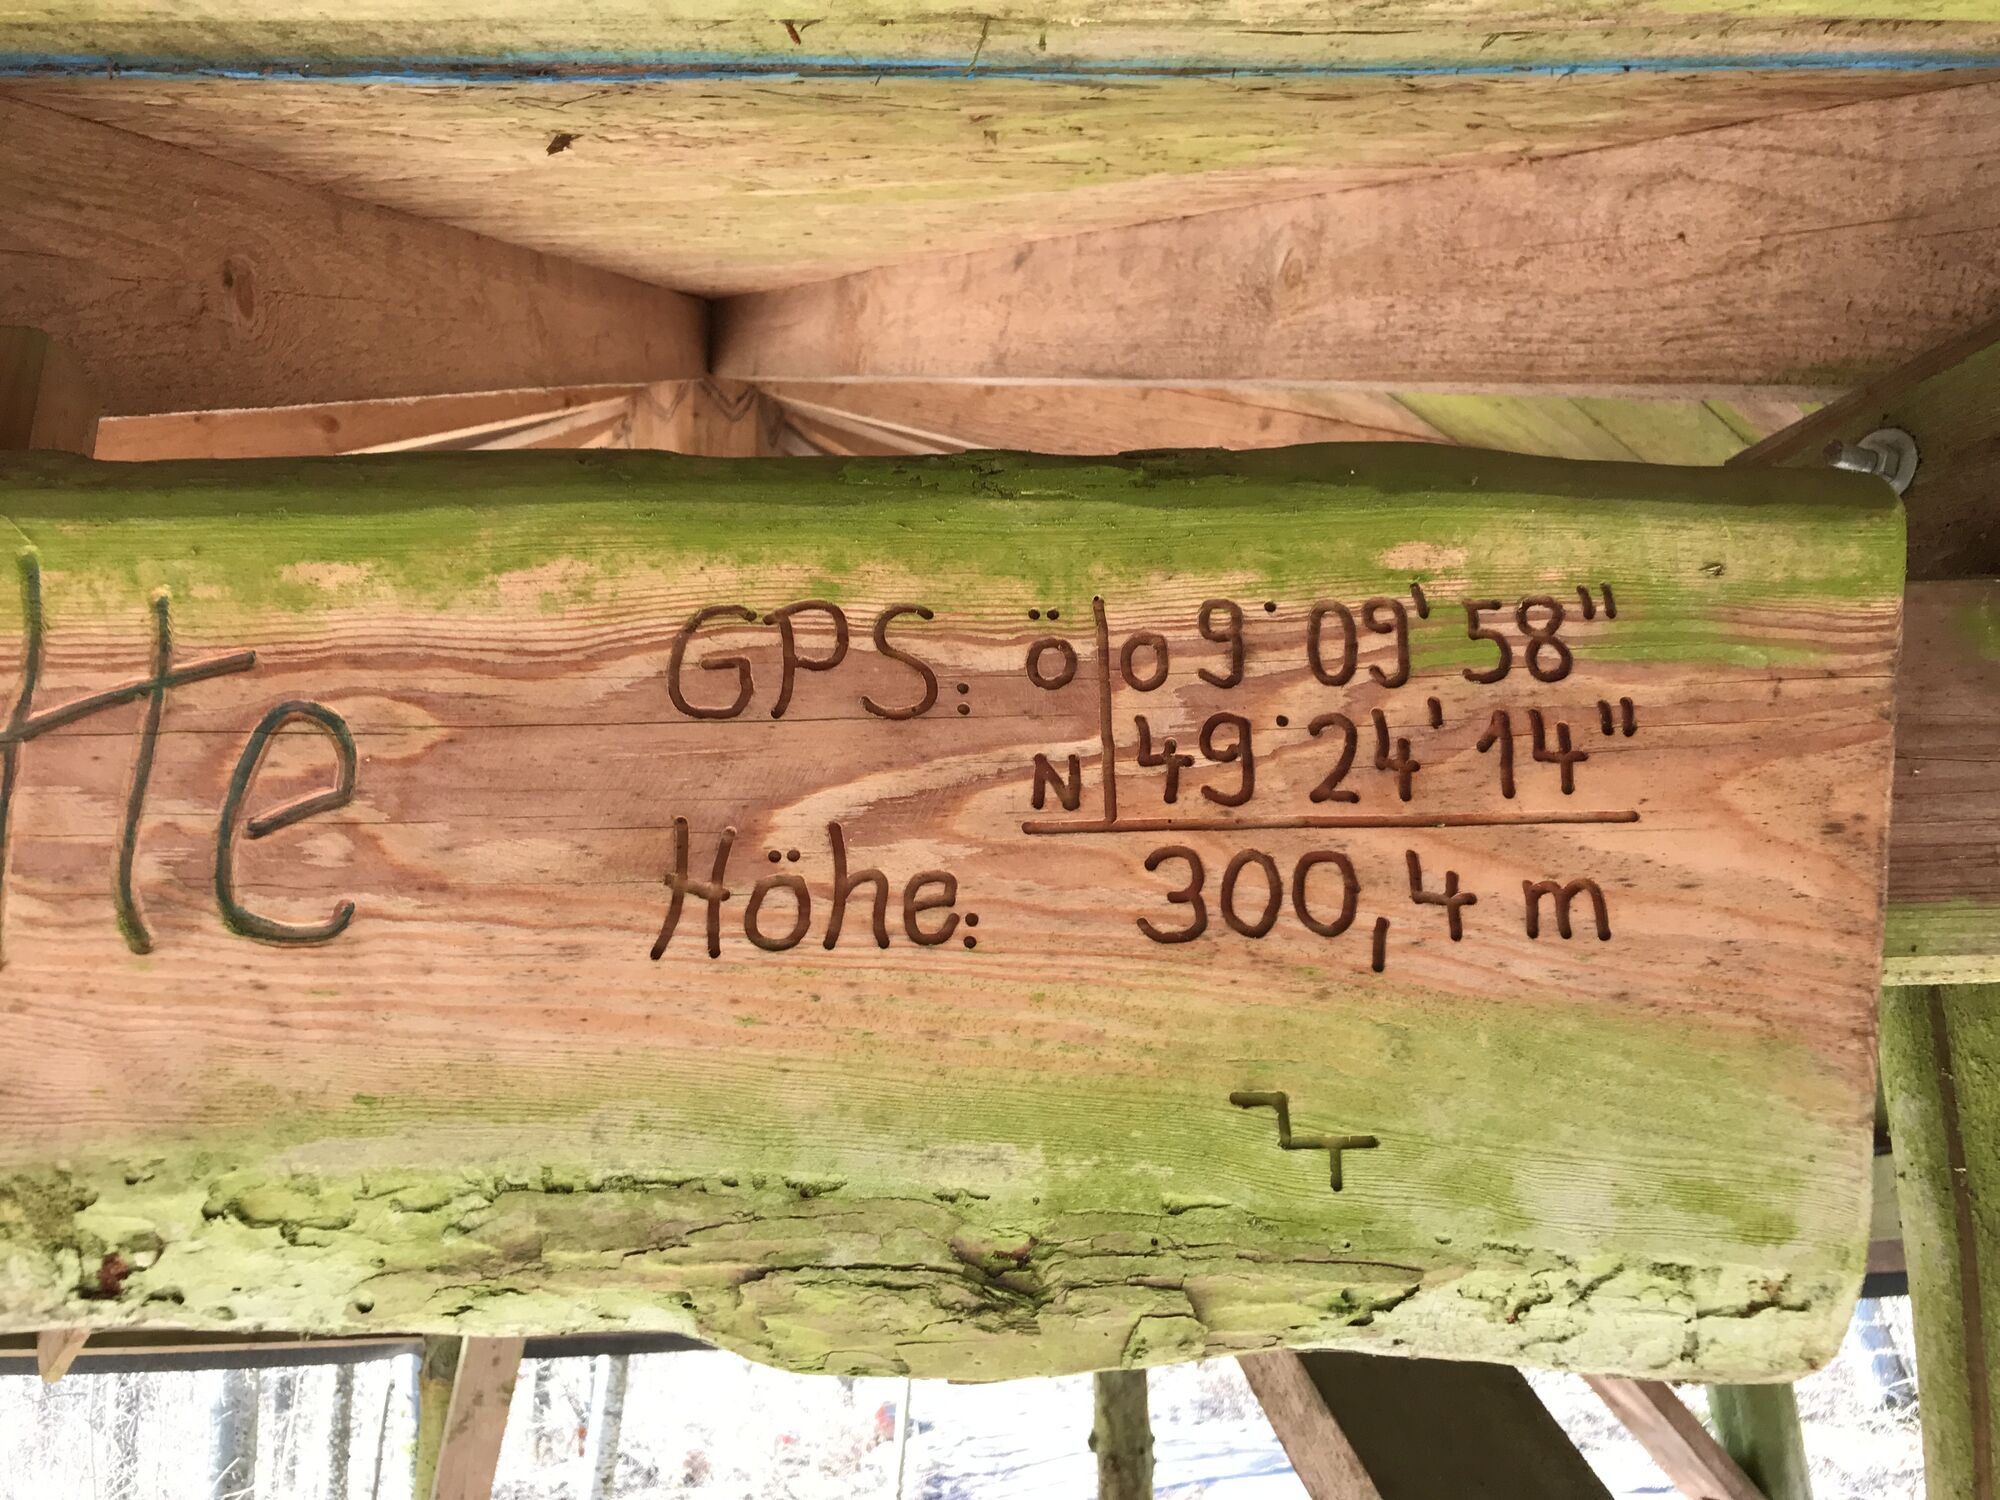 tte
GPS: Ö 09° 09' 58"
N 49° 24' 14"
Höhe: 300,4 m